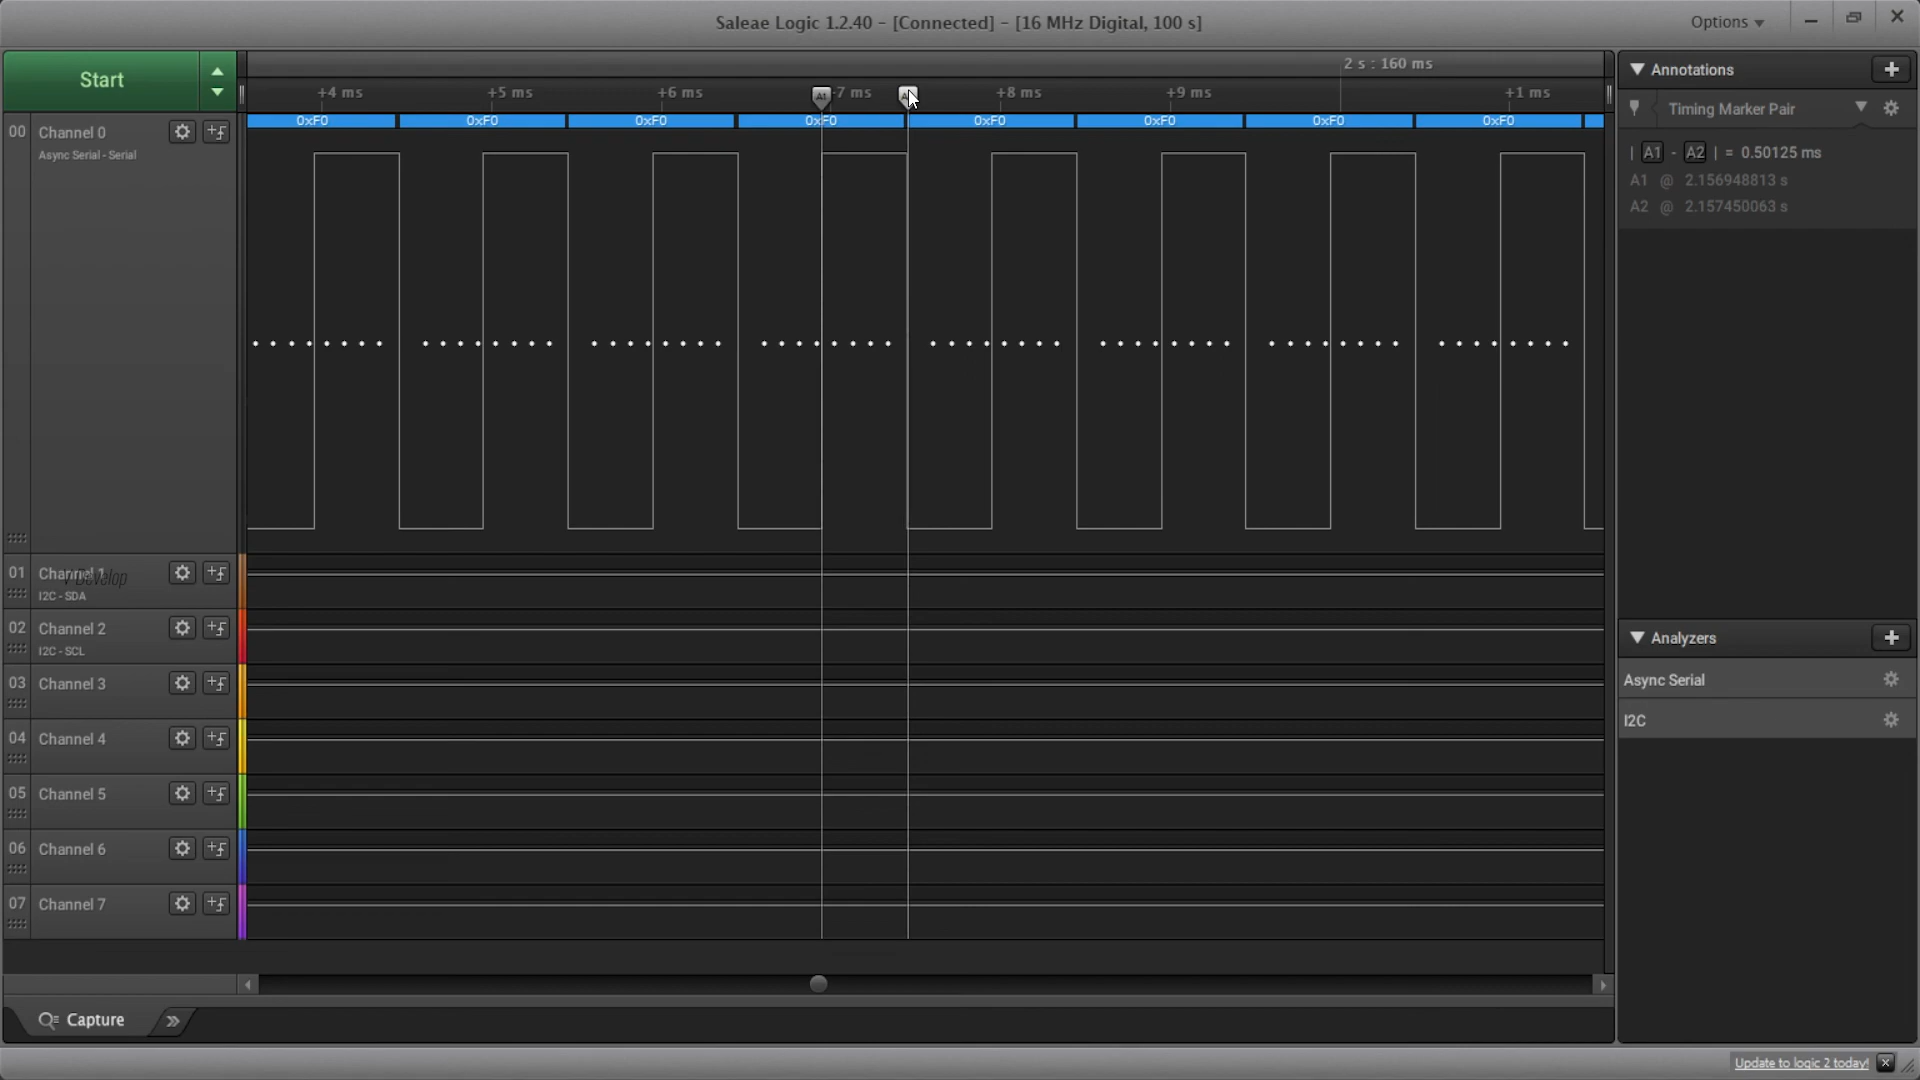 Saleae Logic 1.2.40 - [Connected] - [16 MHz Digital, 100 s]
Options
Start
2 s : 160 ms
+4 ms +5 ms +6 ms A1 +7 ms +8 ms +9 ms +1 ms
0xF0 0xF0 0xF0 0xF0 0xF0 0xF0 0xF0 0xF0
00 Channel 0
Async Serial - Serial
01 Channel 1
I2C - SDA
02 Channel 2
I2C - SCL
03 Channel 3
04 Channel 4
05 Channel 5
06 Channel 6
07 Channel 7
Capture
Annotations
Timing Marker Pair
| A1 - A2 | = 0.50125 ms
A1 @ 2.156948813 s
A2 @ 2.157450063 s
Analyzers
Async Serial
I2C
Update to logic 2 today!